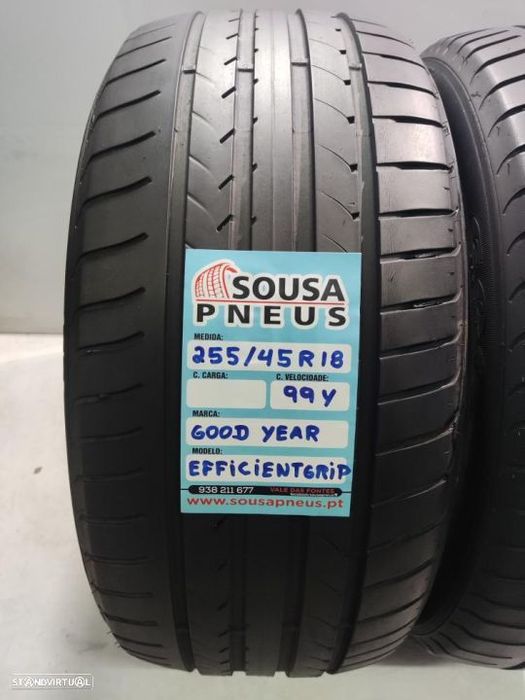 SOUSA
PNEUS
MEDIDA:
255/45R18
C. CARGA: C. VELOCIDADE:
99Y
MARCA:
GOOD YEAR
MODELO:
EFFiCiENTGRiP
938 211 677 VALE DAS FONTES
www.sousapneus.pt
STANDVIRTUAL